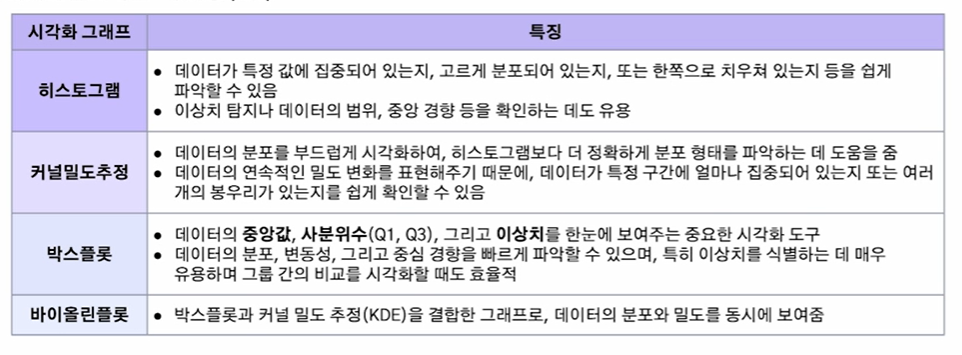 시각화 그래프
특징
히스토그램
● 데이터가 특정 값에 집중되어 있는지, 고르게 분포되어 있는지, 또는 한쪽으로 치우쳐 있는지 등을 쉽게
파악할 수 있음
● 이상치 탐지나 데이터의 범위, 중앙 경향 등을 확인하는 데도 유용
커널밀도추정
● 데이터의 분포를 부드럽게 시각화하여, 히스토그램보다 더 정확하게 분포 형태를 파악하는 데 도움을 줌
● 데이터의 연속적인 밀도 변화를 표현해주기 때문에, 데이터가 특정 구간에 얼마나 집중되어 있는지 또는 여러
개의 봉우리가 있는지를 쉽게 확인할 수 있음
박스플롯
● 데이터의 중앙값, 사분위수(Q1, Q3), 그리고 이상치를 한눈에 보여주는 중요한 시각화 도구
● 데이터의 분포, 변동성, 그리고 중심 경향을 빠르게 파악할 수 있으며, 특히 이상치를 식별하는 데 매우
유용하며 그룹 간의 비교를 시각화할 때도 효율적
바이올린플롯
● 박스플롯과 커널 밀도 추정(KDE)을 결합한 그래프로, 데이터의 분포와 밀도를 동시에 보여줌